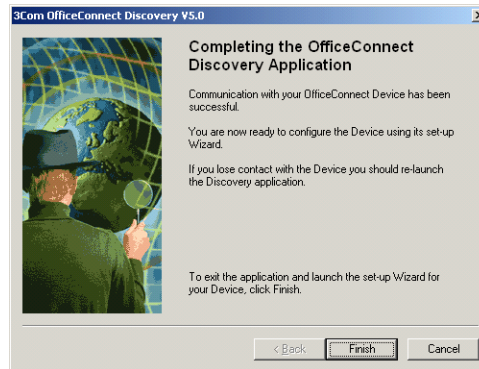 3Com OfficeConnect Discovery V5.0
Completing the OfficeConnect
Discovery Application
Communication with your OfficeConnect Device has been
successful.
You are now ready to configure the Device using its set-up
Wizard.
If you lose contact with the Device you should re-launch
the Discovery application.
To exit the application and launch the set-up Wizard for
your Device, click Finish.
< Back Finish Cancel